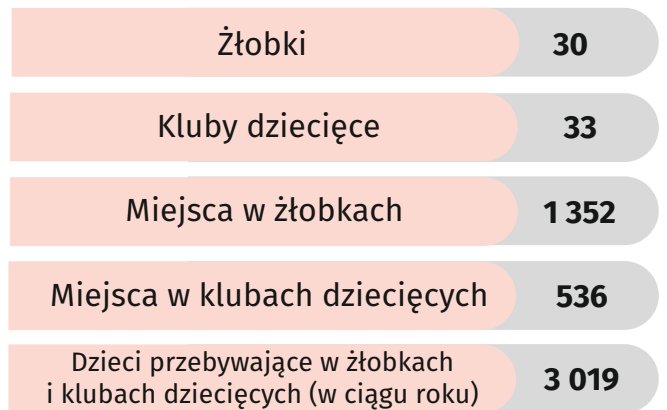 Żłobki 30
Kluby dziecięce 33
Miejsca w żłobkach 1 352
Miejsca w klubach dziecięcych 536
Dzieci przebywające w żłobkach
i klubach dziecięcych (w ciągu roku) 3 019